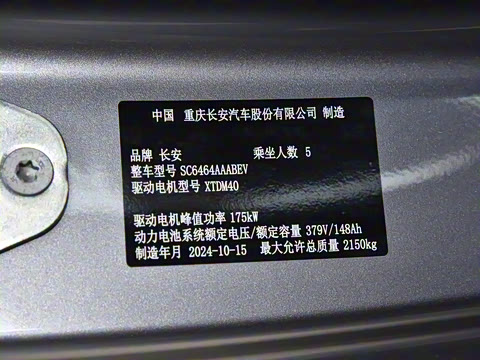 中国 重庆长安汽车股份有限公司 制造
品牌 长安 乘坐人数 5
整车型号 SC6464AAABEV
驱动电机型号 XTDM40
驱动电机峰值功率 175kW
动力电池系统额定电压/额定容量 379V/148Ah
制造年月 2024-10-15 最大允许总质量 2150kg